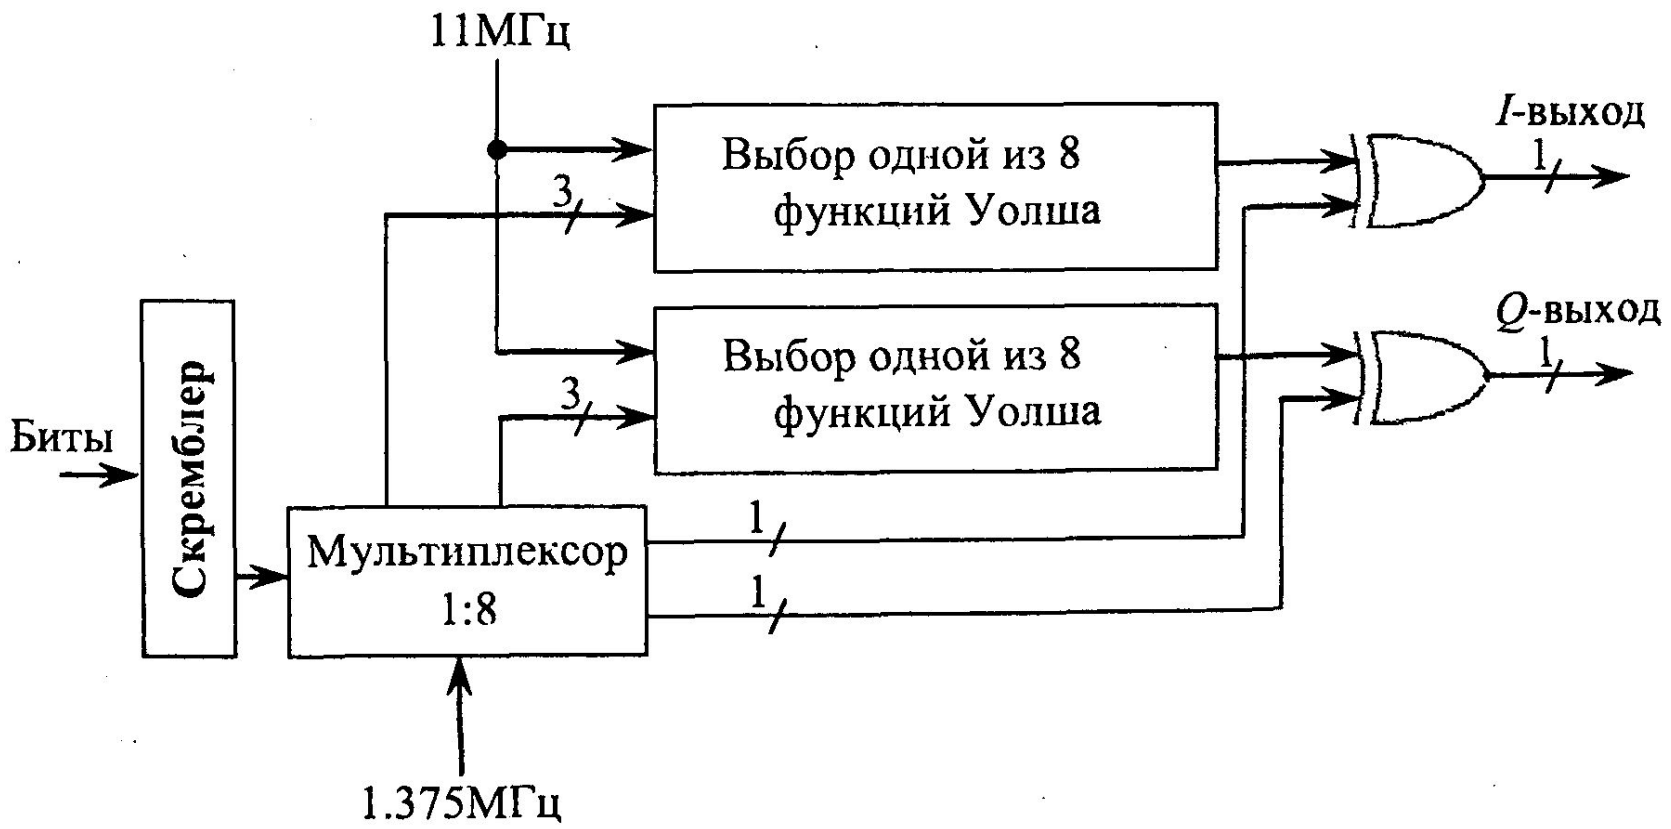 11МГц
I-выход
1
Выбор одной из 8
функций Уолша
3
Q-выход
1
Выбор одной из 8
функций Уолша
3
Биты
Скремблер
1
Мультиплексор
1:8
1
1.375МГц